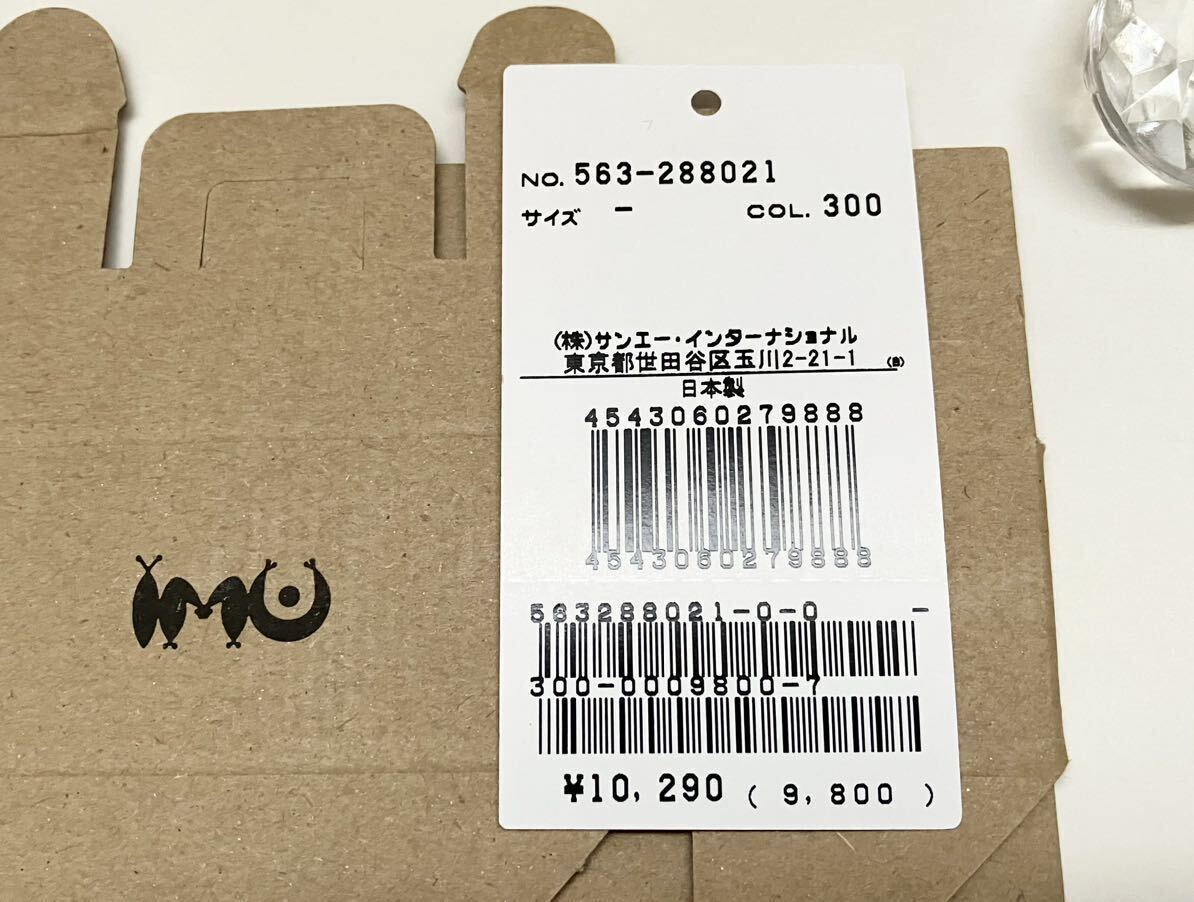 NO. 563-288021
サイズ - COL. 300
(株)サンエー・インターナショナル
東京都世田谷区玉川2-21-1
日本製
4543060279888
4543060279888
563288021-0-0 -
300-0009800-7
¥10,290 ( 9,800 )
IMU